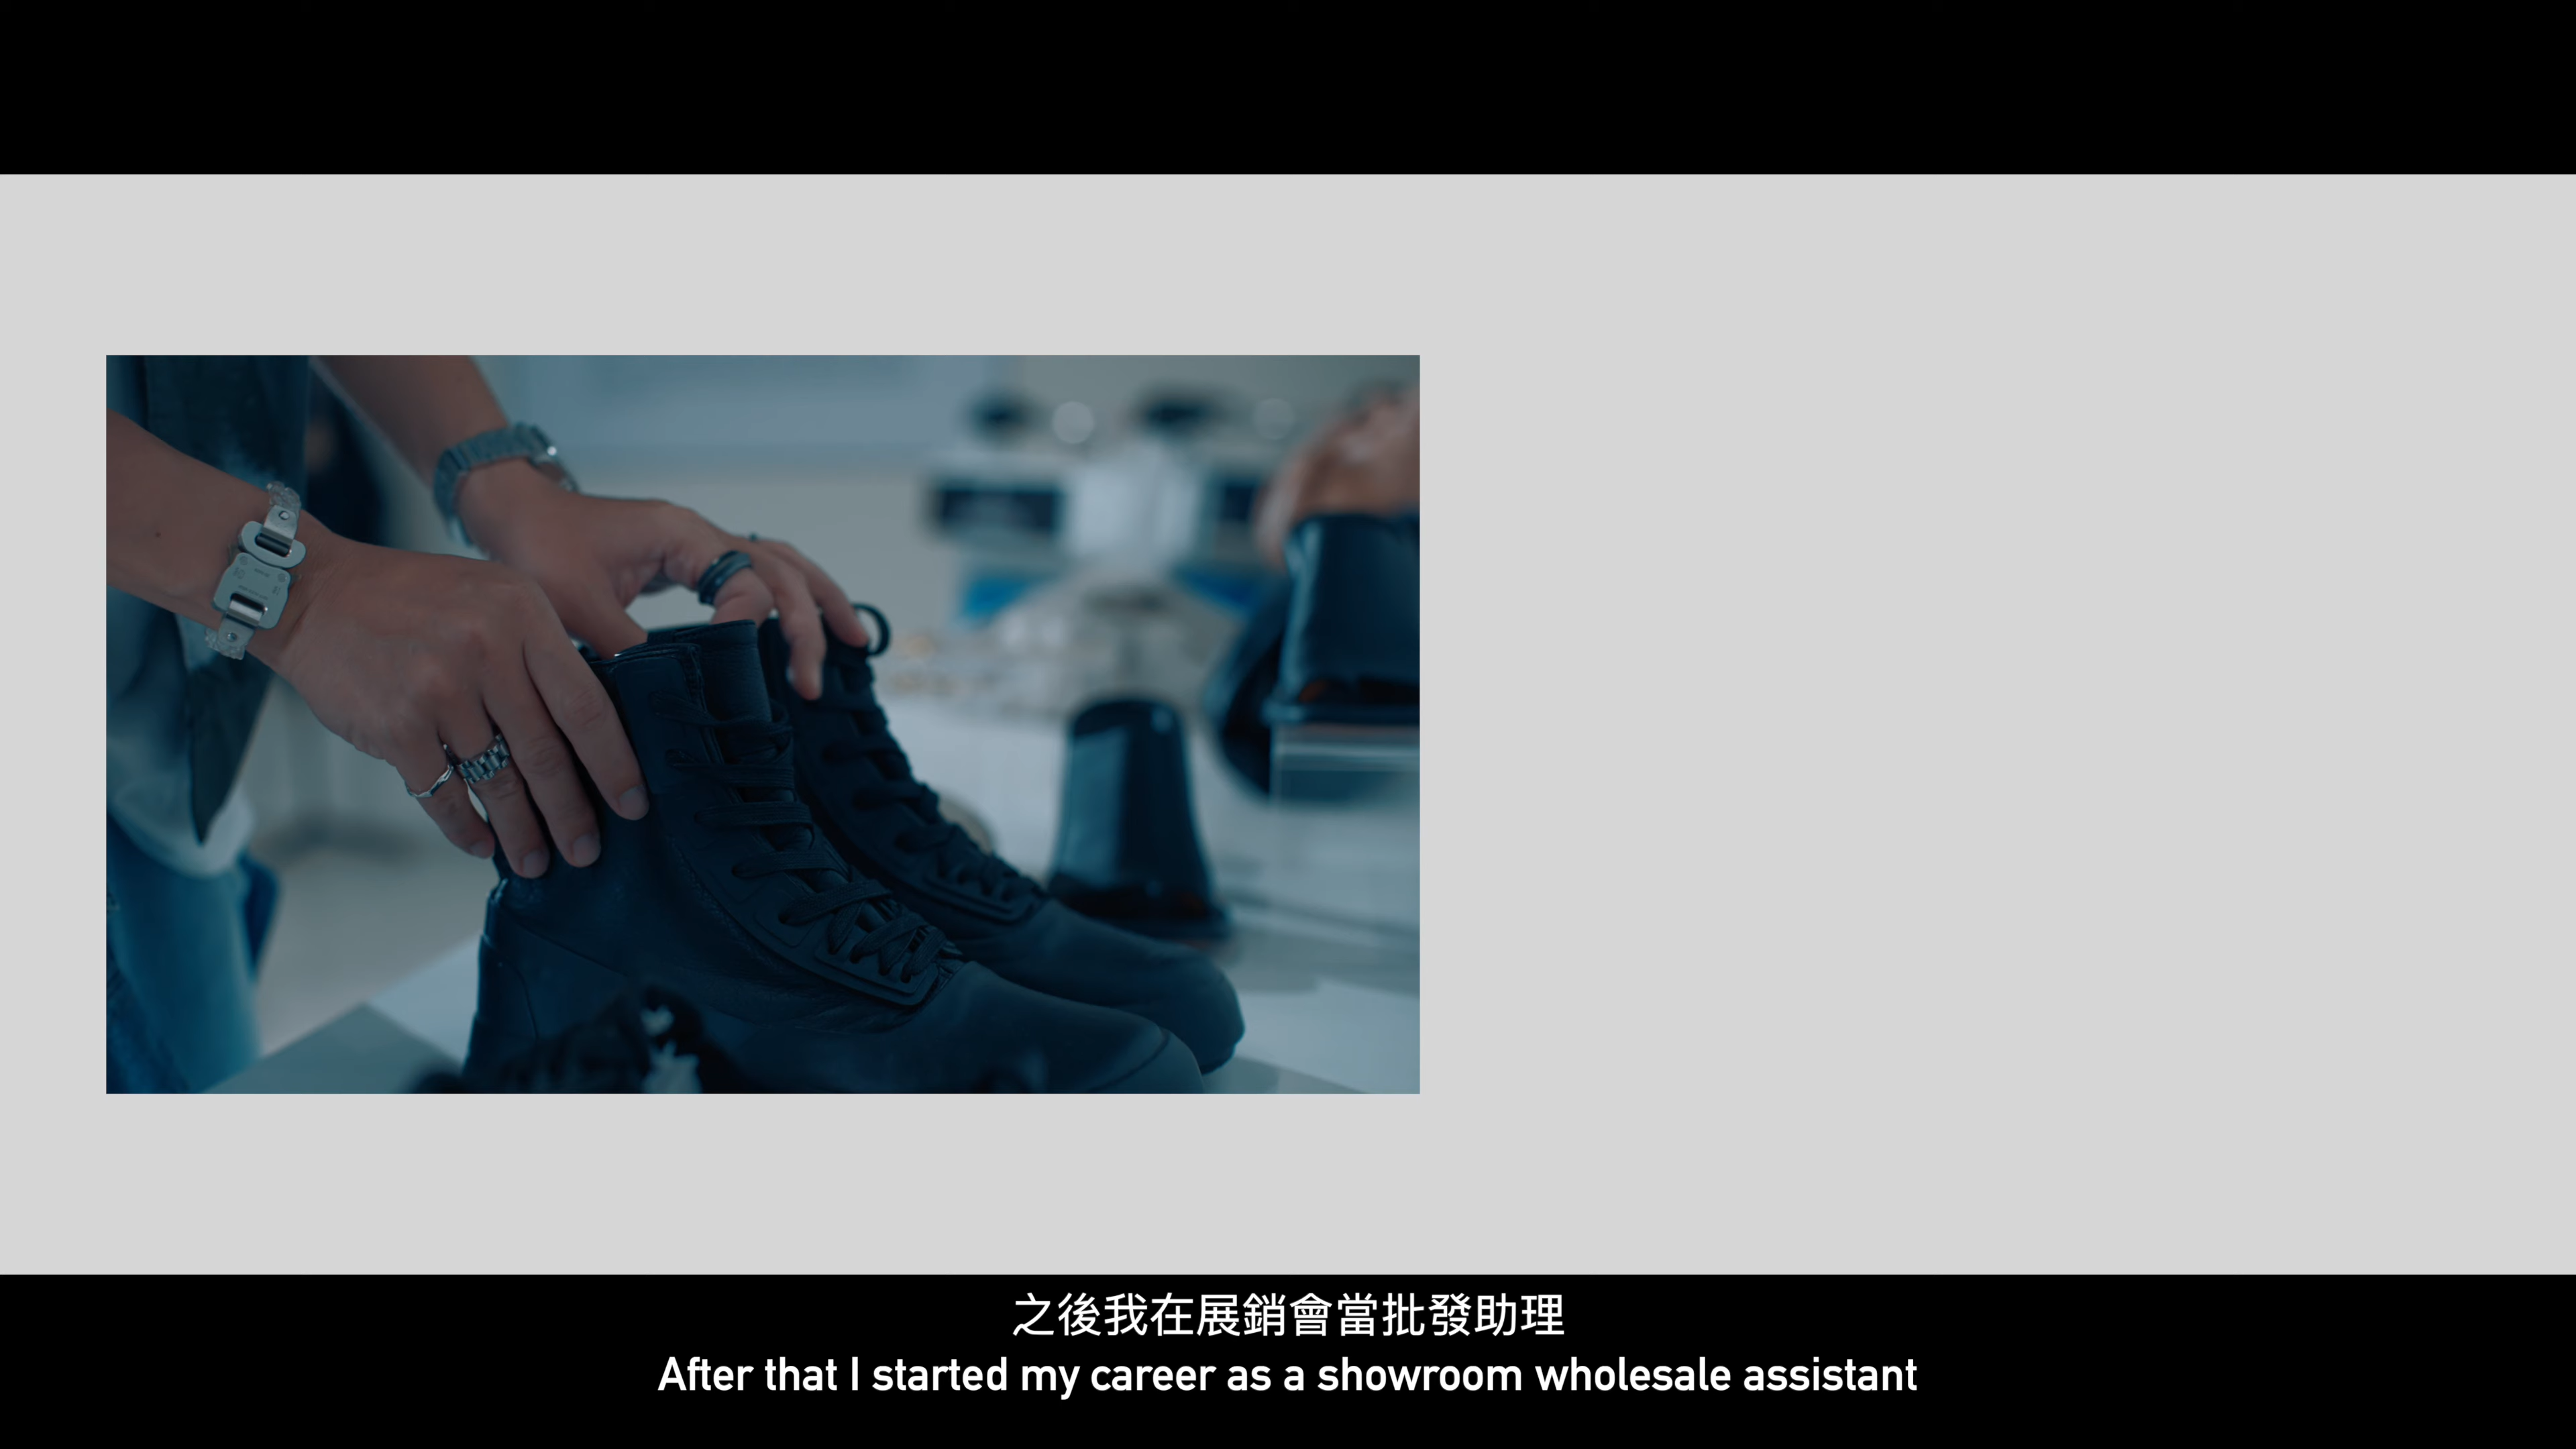 之後我在展銷會當批發助理
After that I started my career as a showroom wholesale assistant